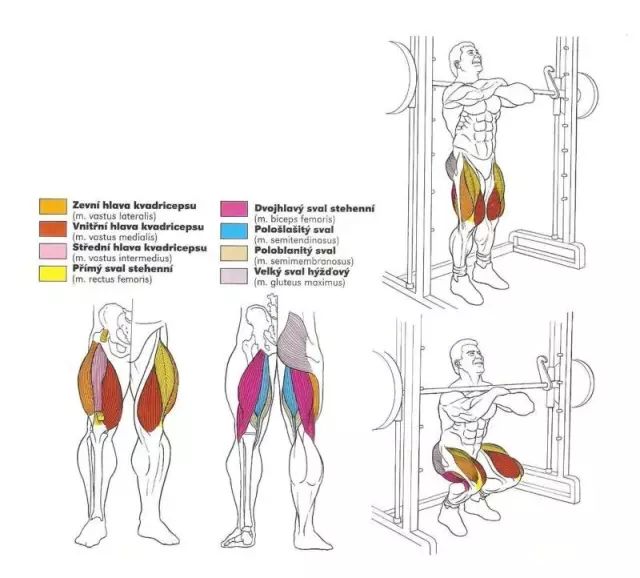 Zevní hlava kvadricepsu
(m. vastus lateralis)
Vnitřní hlava kvadricepsu
(m. vastus medialis)
Střední hlava kvadricepsu
(m. vastus intermedius)
Přímý sval stehenní
(m. rectus femoris)
Dvojhlavý sval stehenní
(m. biceps femoris)
Pološlašitý sval
(m. semitendinosus)
Poloblanitý sval
(m. semimembranosus)
Velký sval hýžďový
(m. gluteus maximus)